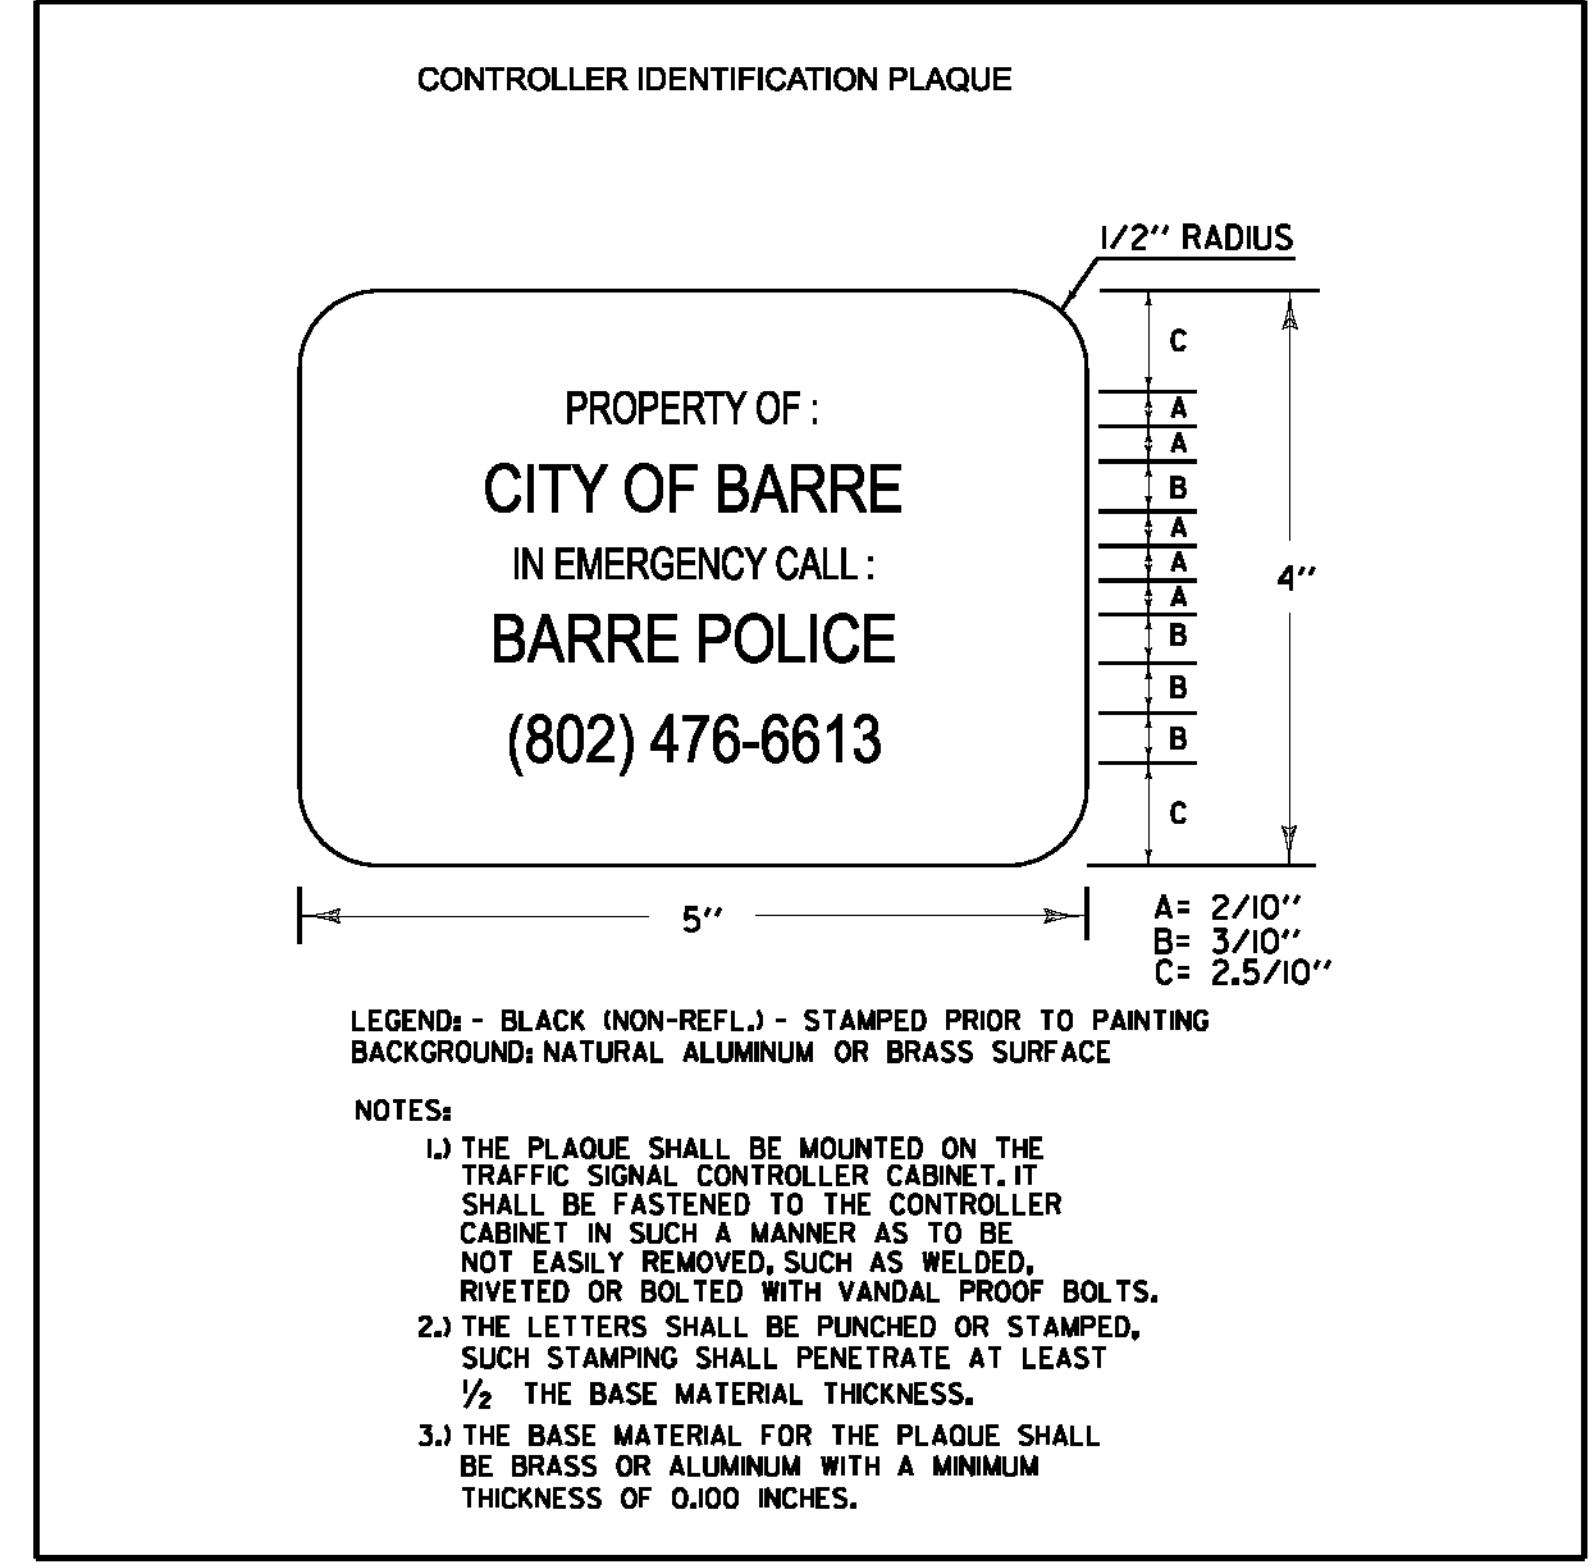 CONTROLLER IDENTIFICATION PLAQUE
1/2" RADIUS
C
PROPERTY OF :
A
A
CITY OF BARRE
B
A
IN EMERGENCY CALL :
A
4"
A
BARRE POLICE
B
B
(802) 476-6613
B
C
5"
A= 2/10"
B= 3/10"
C= 2.5/10"
LEGEND: - BLACK (NON-REFL.) - STAMPED PRIOR TO PAINTING
BACKGROUND: NATURAL ALUMINUM OR BRASS SURFACE
NOTES:
1.) THE PLAQUE SHALL BE MOUNTED ON THE
TRAFFIC SIGNAL CONTROLLER CABINET. IT
SHALL BE FASTENED TO THE CONTROLLER
CABINET IN SUCH A MANNER AS TO BE
NOT EASILY REMOVED, SUCH AS WELDED,
RIVETED OR BOLTED WITH VANDAL PROOF BOLTS.
2.) THE LETTERS SHALL BE PUNCHED OR STAMPED,
SUCH STAMPING SHALL PENETRATE AT LEAST
1/2 THE BASE MATERIAL THICKNESS.
3.) THE BASE MATERIAL FOR THE PLAQUE SHALL
BE BRASS OR ALUMINUM WITH A MINIMUM
THICKNESS OF 0.100 INCHES.